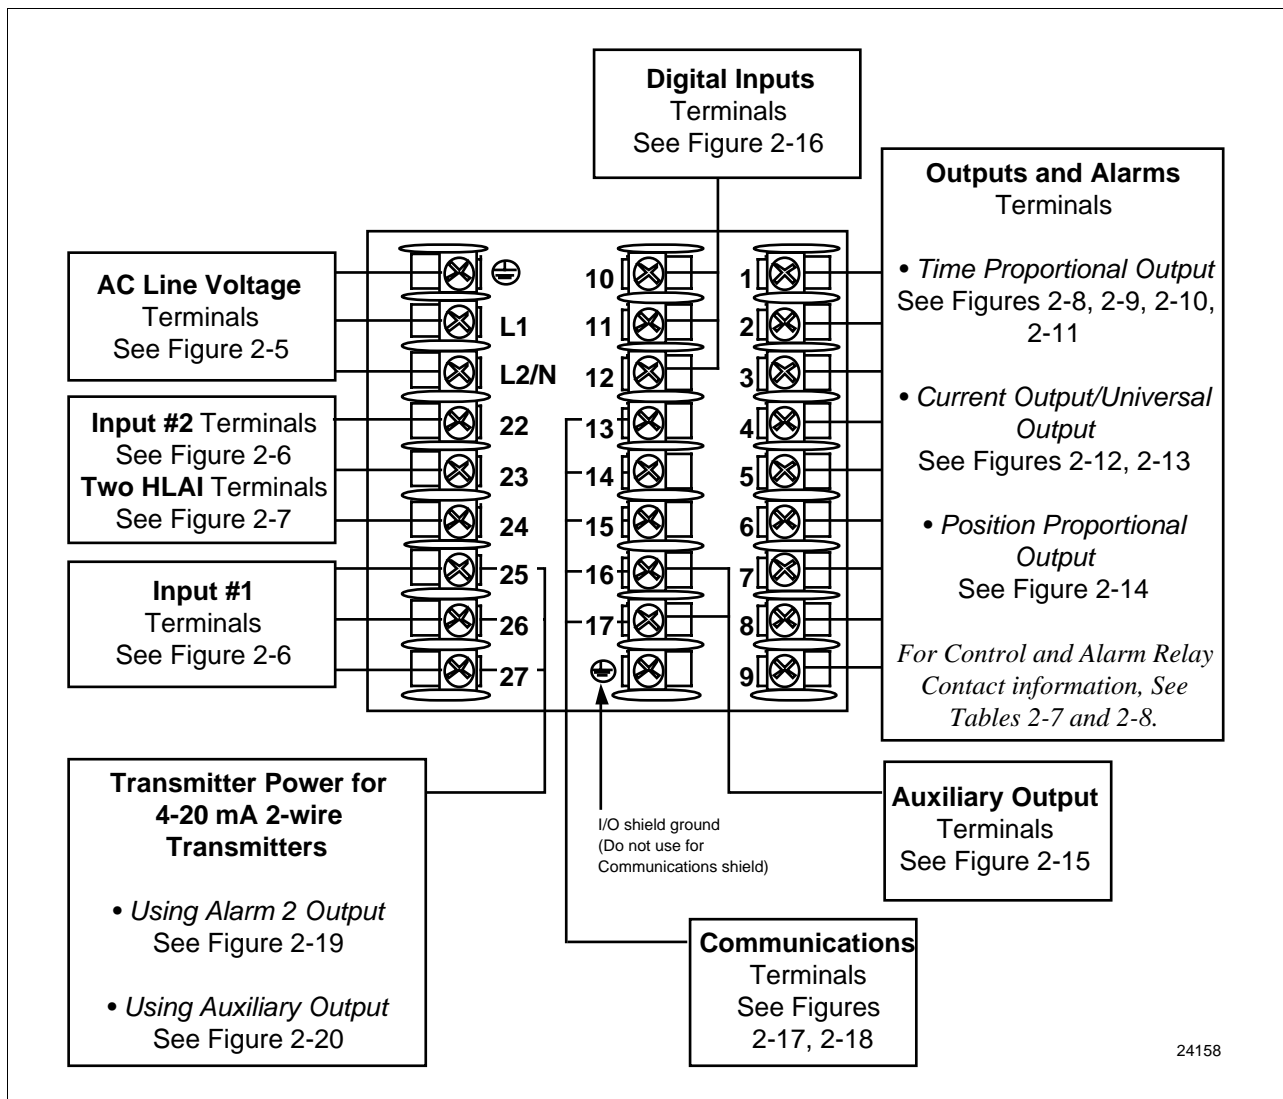 Digital Inputs
Terminals
See Figure 2-16
Outputs and Alarms
Terminals
• Time Proportional Output
See Figures 2-8, 2-9, 2-10,
2-11
• Current Output/Universal
Output
See Figures 2-12, 2-13
• Position Proportional
Output
See Figure 2-14
For Control and Alarm Relay
Contact information, See
Tables 2-7 and 2-8.
AC Line Voltage
Terminals
See Figure 2-5
Input #2 Terminals
See Figure 2-6
Two HLAI Terminals
See Figure 2-7
Input #1
Terminals
See Figure 2-6
L1
L2/N
22
23
24
25
26
27
10
11
12
13
14
15
16
17
1
2
3
4
5
6
7
8
9
Transmitter Power for
4-20 mA 2-wire
Transmitters
• Using Alarm 2 Output
See Figure 2-19
• Using Auxiliary Output
See Figure 2-20
I/O shield ground
(Do not use for
Communications shield)
Auxiliary Output
Terminals
See Figure 2-15
Communications
Terminals
See Figures
2-17, 2-18
24158